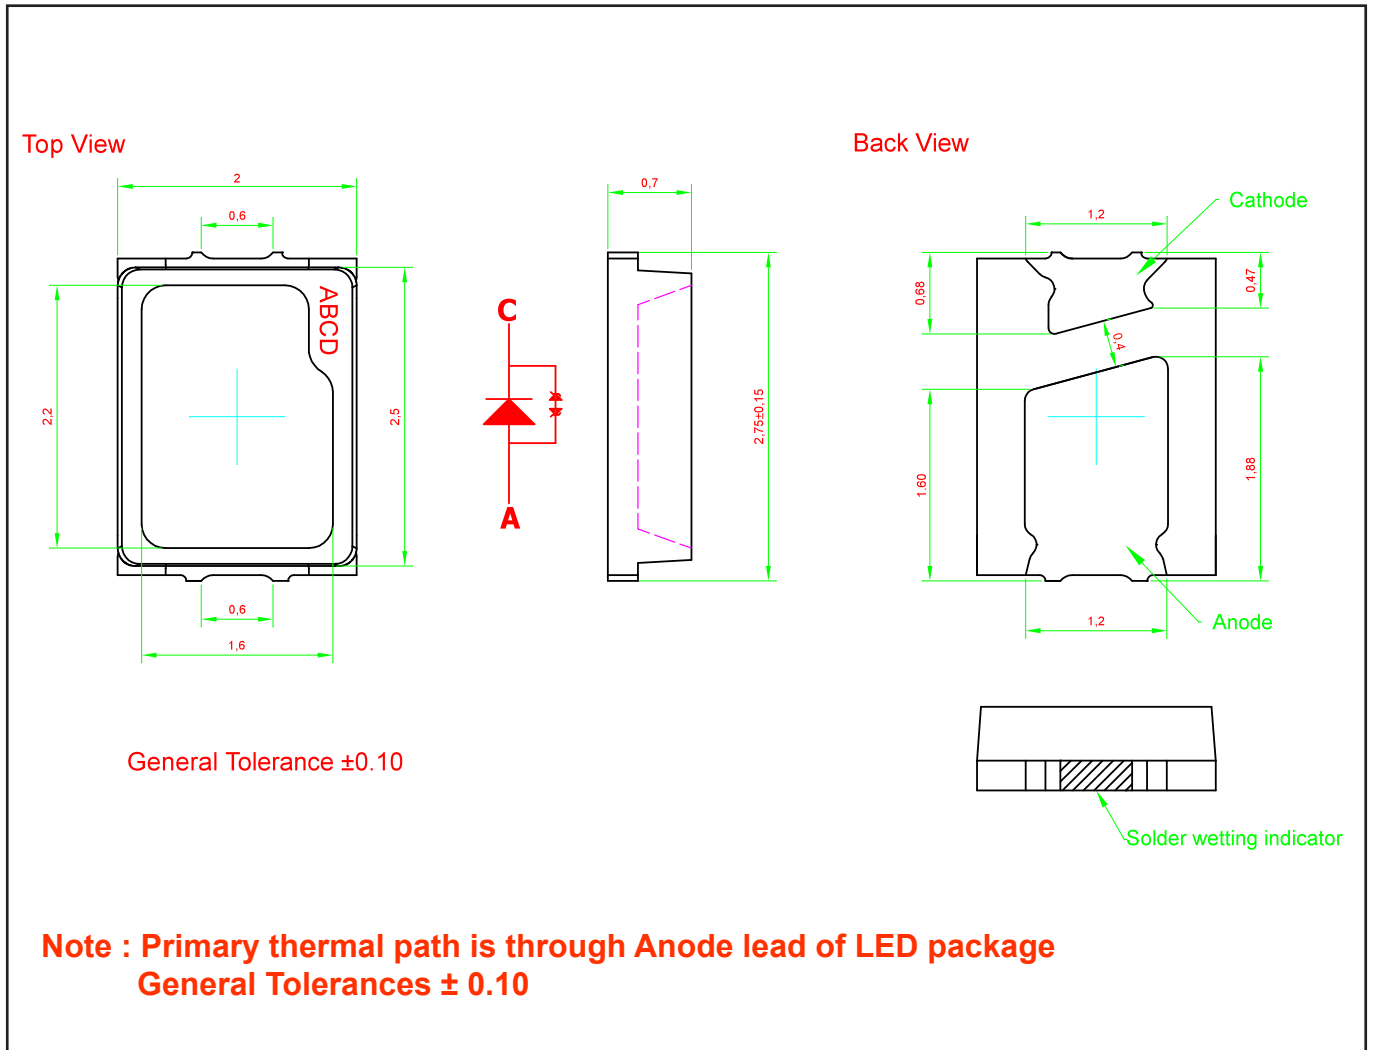 Top View
Back View
2
0,6
0,7
1,2
Cathode
0,68
0,47
ABCD
C
0,4
2,2
2,5
2,75±0,15
1.60
1,88
A
0,6
1,6
1,2
Anode
General Tolerance ±0.10
Solder wetting indicator
Note : Primary thermal path is through Anode lead of LED package
General Tolerances ± 0.10